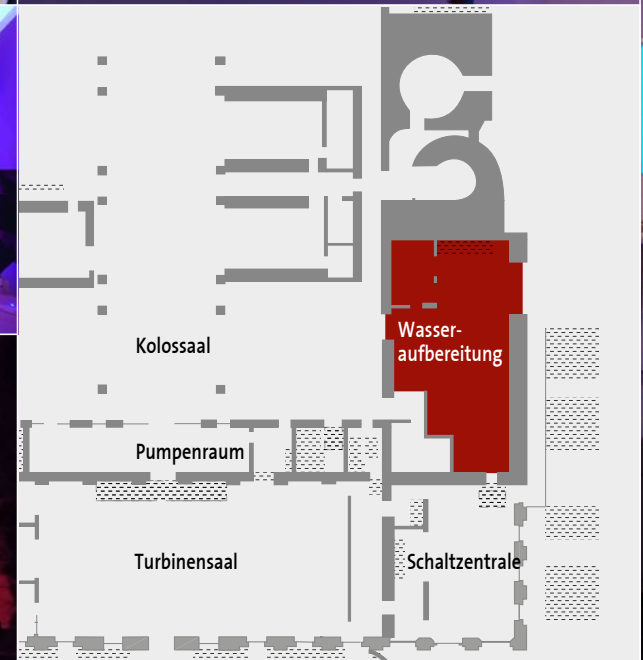 Kolossaal
Wasser-
aufbereitung
Pumpenraum
Turbinensaal
Schaltzentrale